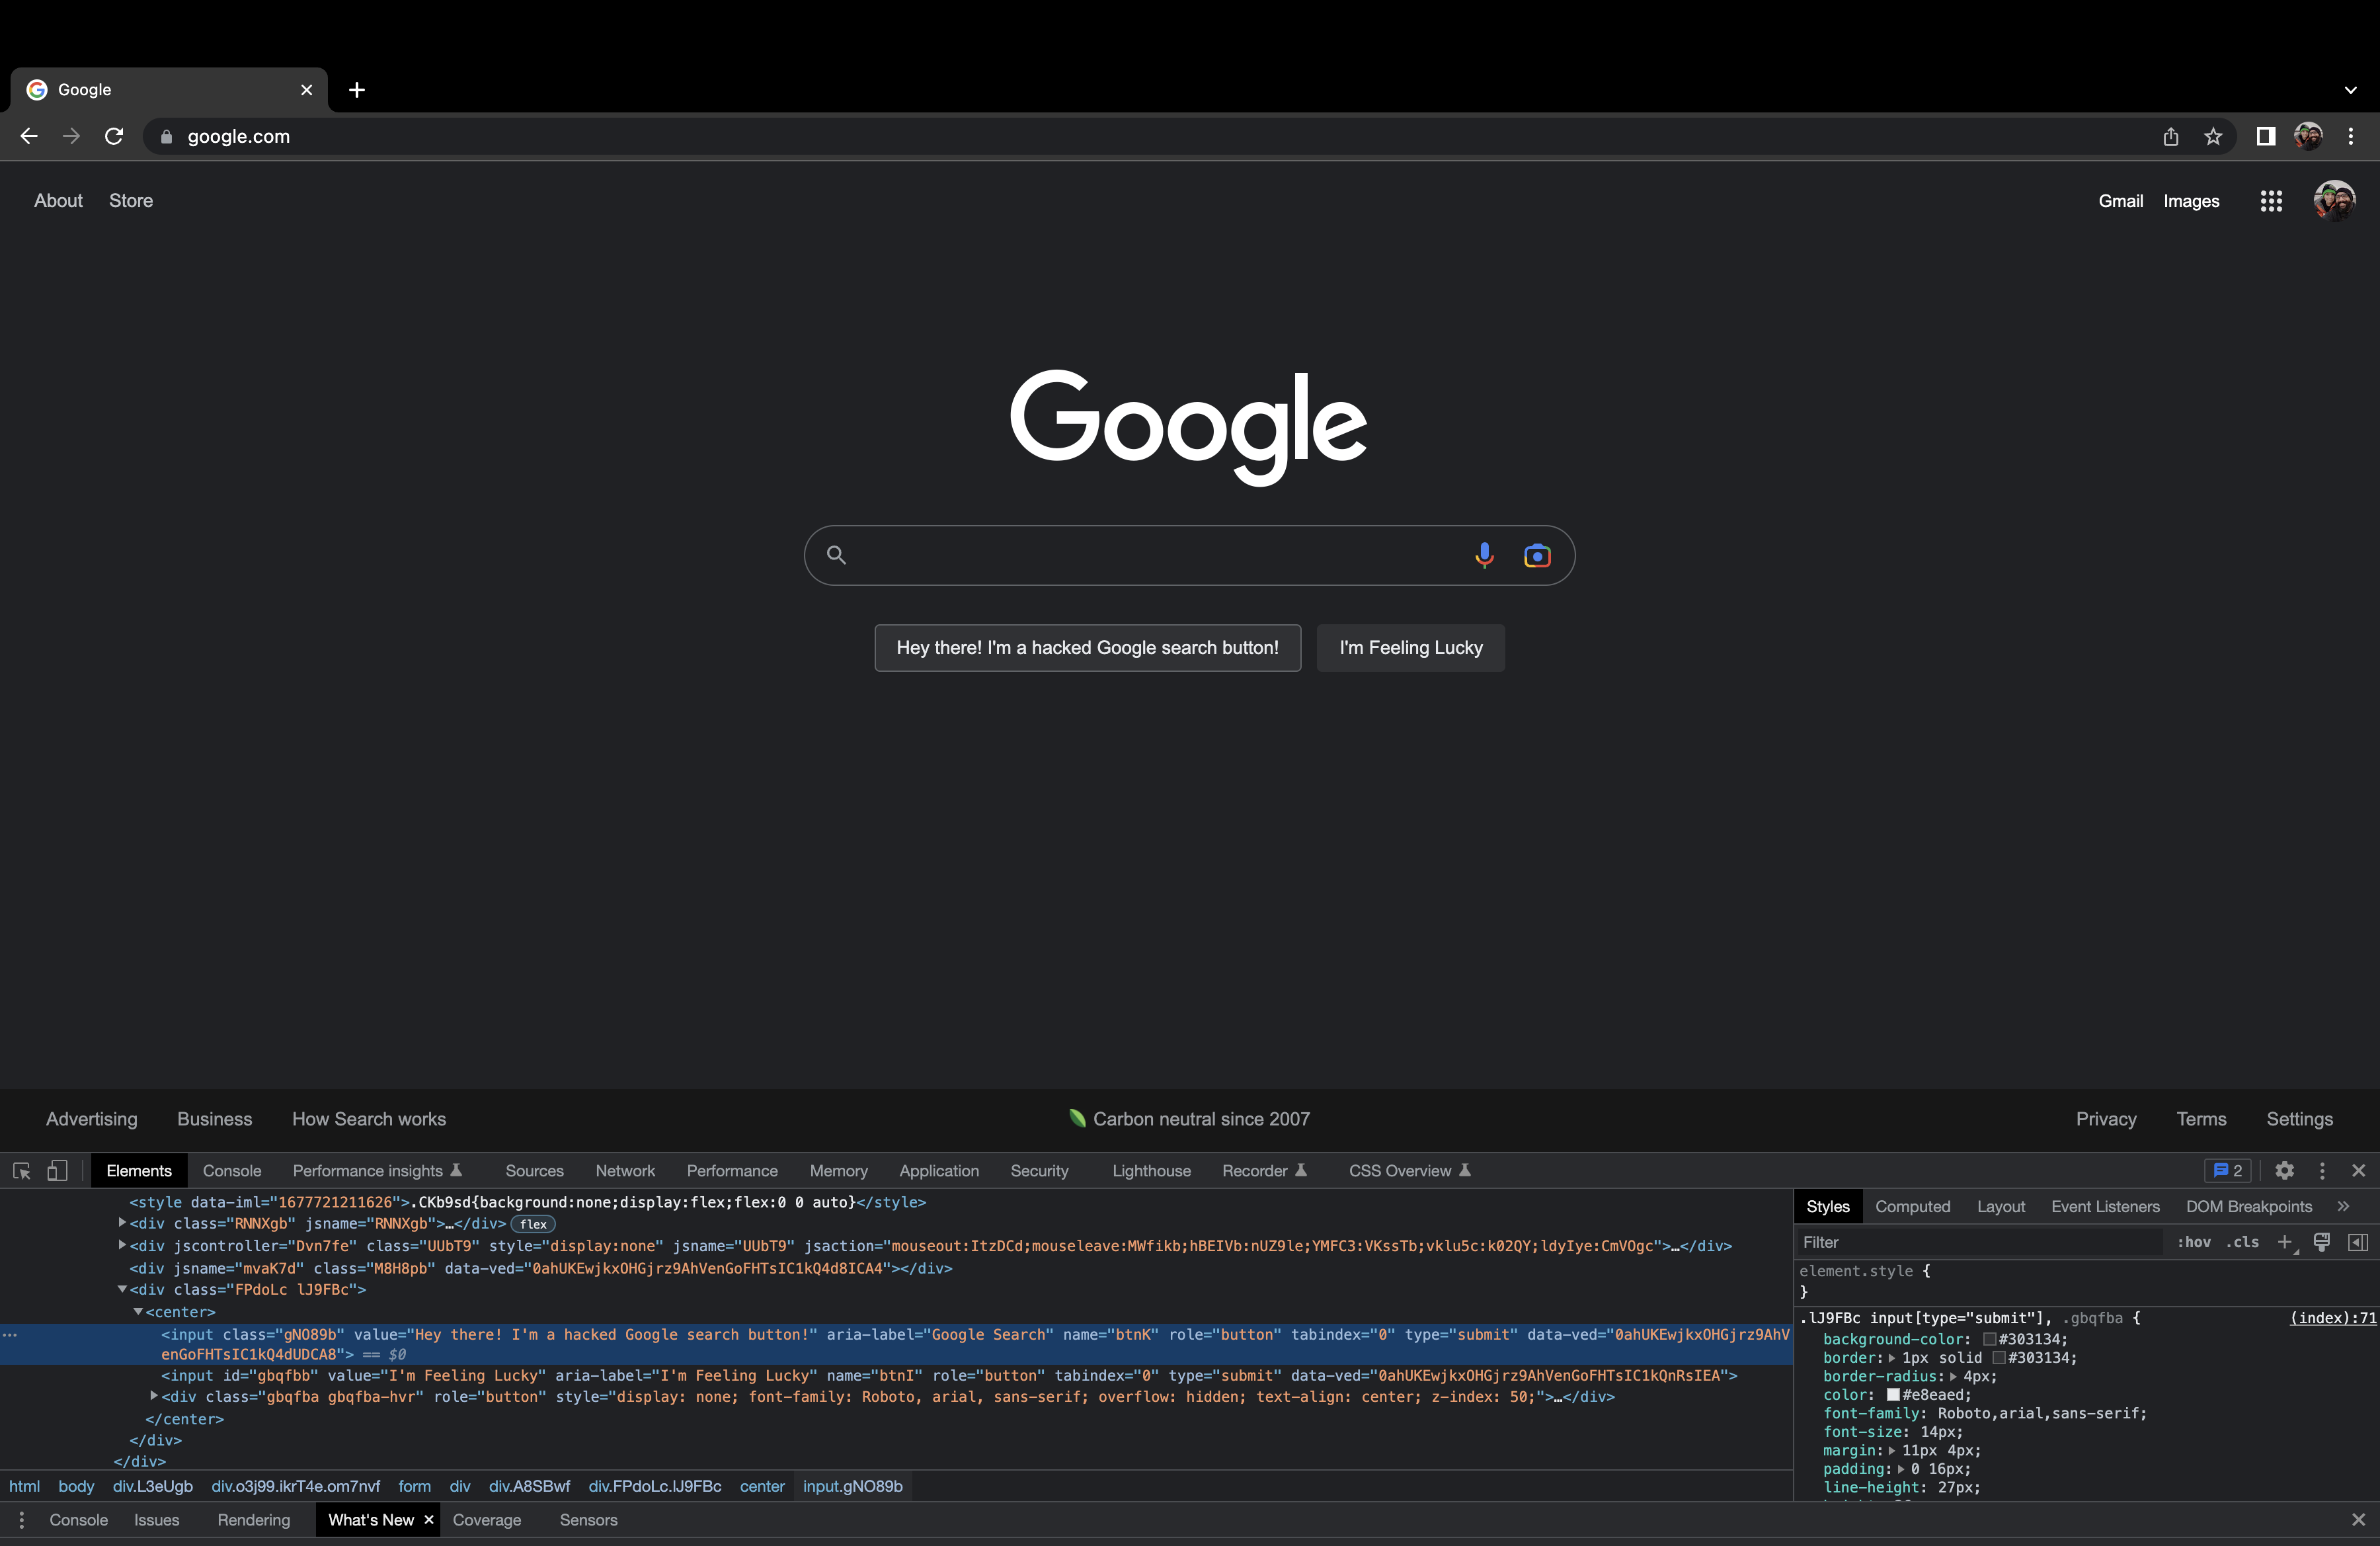 Google
google.com
About Store Gmail Images
Google
Hey there! I'm a hacked Google search button! I'm Feeling Lucky
Advertising Business How Search works Carbon neutral since 2007 Privacy Terms Settings
Elements Console Performance insights Sources Network Performance Memory Application Security Lighthouse Recorder CSS Overview 2
<style data-iml="1677721211626">.CKb9sd{background:none;display:flex;flex:0 0 auto}</style>
<div class="RNNXgb" jsname="RNNXgb">…</div> flex
<div jscontroller="Dvn7fe" class="UUbT9" style="display:none" jsname="UUbT9" jsaction="mouseout:ItzDCd;mouseleave:MWfikb;hBEIVb:nUZ9le;YMFC3:VKssTb;vklu5c:k02QY;ldyIye:CmVOgc">…</div>
<div jsname="mvaK7d" class="M8H8pb" data-ved="0ahUKEwjkxOHGjrz9AhVenGoFHTsIC1kQ4d8ICA4"></div>
<div class="FPdoLc lJ9FBc">
<center>
<input class="gNO89b" value="Hey there! I'm a hacked Google search button!" aria-label="Google Search" name="btnK" role="button" tabindex="0" type="submit" data-ved="0ahUKEwjkxOHGjrz9AhV
enGoFHTsIC1kQ4dUDCA8"> == $0
<input id="gbqfbb" value="I'm Feeling Lucky" aria-label="I'm Feeling Lucky" name="btnI" role="button" tabindex="0" type="submit" data-ved="0ahUKEwjkxOHGjrz9AhVenGoFHTsIC1kQnRsIEA">
<div class="gbqfba gbqfba-hvr" role="button" style="display: none; font-family: Roboto, arial, sans-serif; overflow: hidden; text-align: center; z-index: 50;">…</div>
</center>
</div>
</div>
html body div.L3eUgb div.o3j99.ikrT4e.om7nvf form div div.A8SBwf div.FPdoLc.lJ9FBc center input.gNO89b
Styles Computed Layout Event Listeners DOM Breakpoints
Filter :hov .cls
element.style {
}
.lJ9FBc input[type="submit"], .gbqfba { (index):71
background-color: #303134;
border: 1px solid #303134;
border-radius: 4px;
color: #e8eaed;
font-family: Roboto,arial,sans-serif;
font-size: 14px;
margin: 11px 4px;
padding: 0 16px;
line-height: 27px;
Console Issues Rendering What's New Coverage Sensors